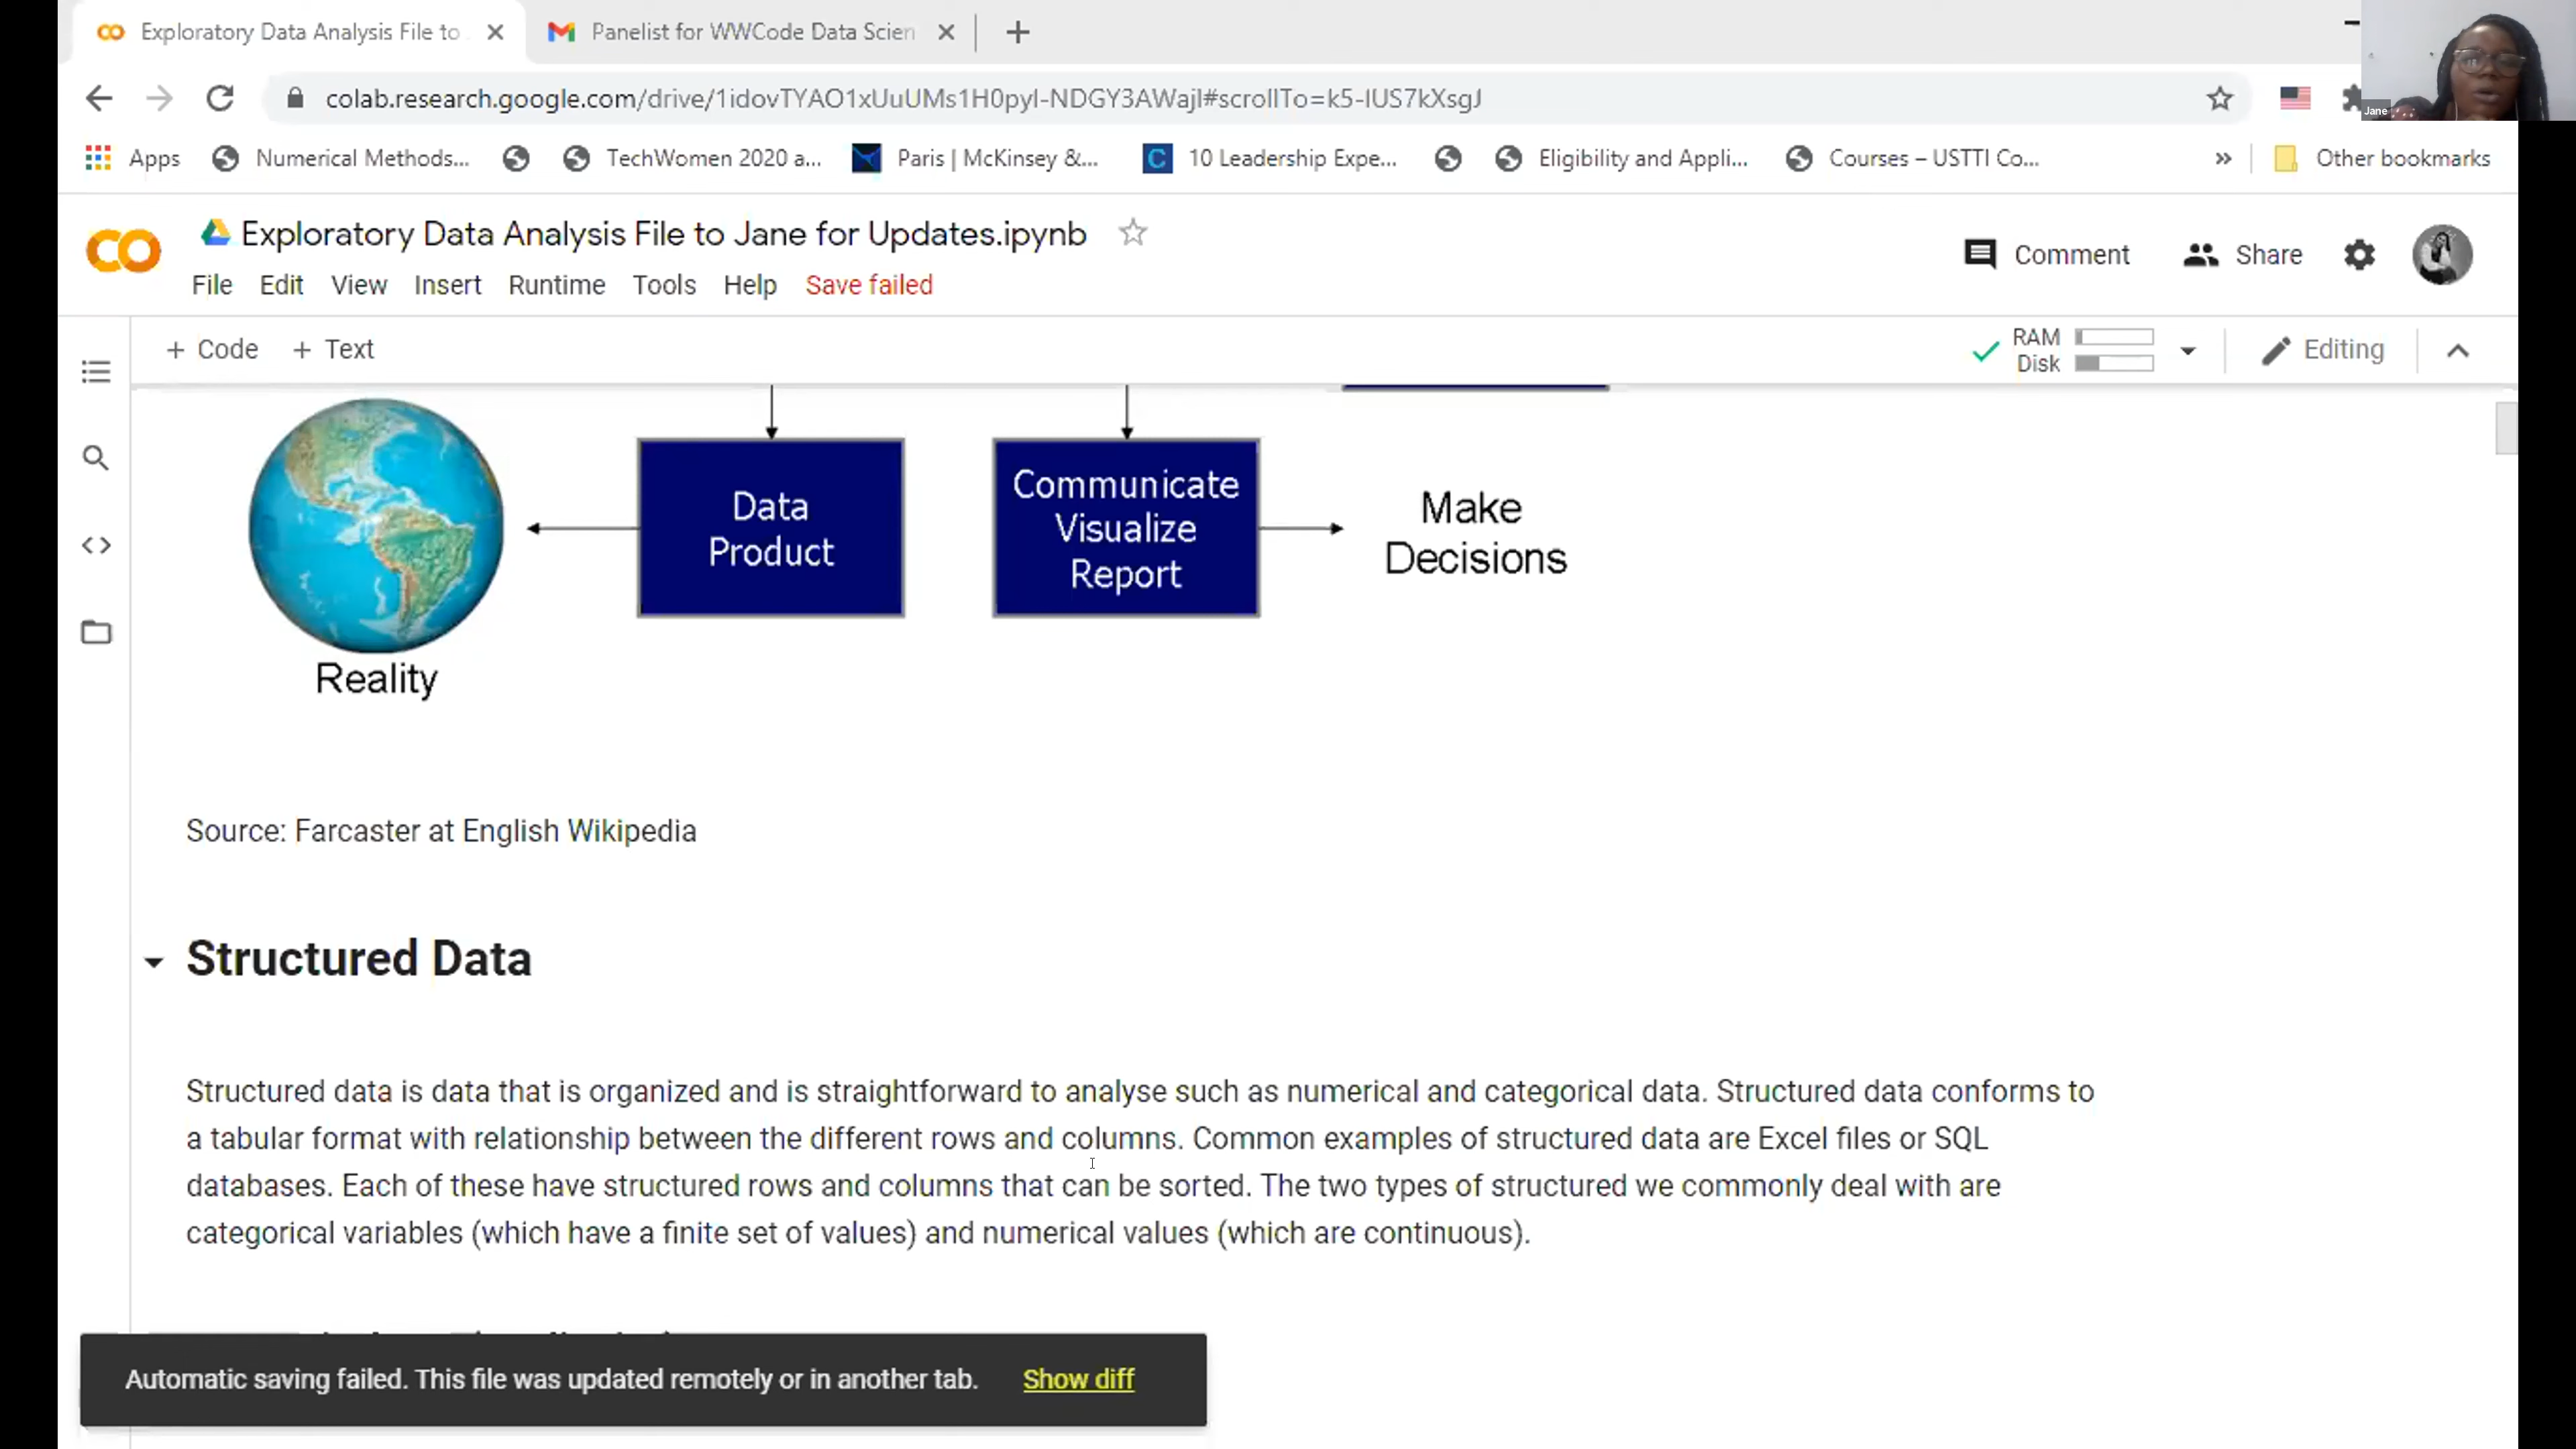 Exploratory Data Analysis File to
Panelist for WWCode Data Scien
colab.research.google.com/drive/1idovTYAO1xUuUMs1H0pyI-NDGY3AWajl#scrollTo=k5-IUS7kXsgJ
Jane
Apps
Numerical Methods...
TechWomen 2020 a...
Paris | McKinsey &...
C
10 Leadership Expe...
Eligibility and Appli...
Courses – USTTI Co...
»
Other bookmarks
CO
Exploratory Data Analysis File to Jane for Updates.ipynb
File Edit View Insert Runtime Tools Help Save failed
Comment
Share
+ Code + Text
RAM
Disk
Editing
Data
Product
Communicate
Visualize
Report
Make
Decisions
Reality
Source: Farcaster at English Wikipedia
Structured Data
Structured data is data that is organized and is straightforward to analyse such as numerical and categorical data. Structured data conforms to
a tabular format with relationship between the different rows and columns. Common examples of structured data are Excel files or SQL
databases. Each of these have structured rows and columns that can be sorted. The two types of structured we commonly deal with are
categorical variables (which have a finite set of values) and numerical values (which are continuous).
Automatic saving failed. This file was updated remotely or in another tab. Show diff